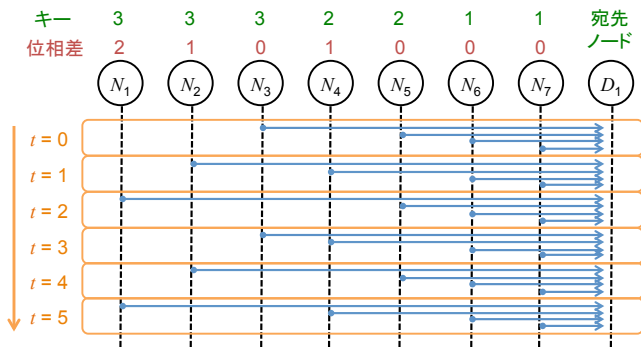 キー 3 3 3 2 2 1 1 宛先
位相差 2 1 0 1 0 0 0 ノード
N1 N2 N3 N4 N5 N6 N7 D1
t = 0
t = 1
t = 2
t = 3
t = 4
t = 5